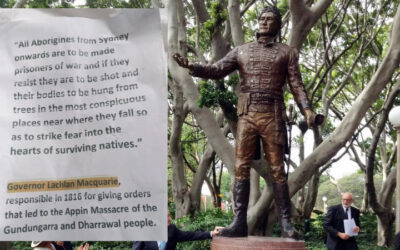 "All Aborigines from Sydney
onwards are to be made
prisoners of war and if they
resist they are to be shot and
their bodies to be hung from
trees in the most conspicuous
places near where they fall so
as to strike fear into the
hearts of surviving natives."
Governor Lachlan Macquarie,
responsible in 1816 for giving orders
that led to the Appin Massacre of the
Gundungarra and Dharrawal people.